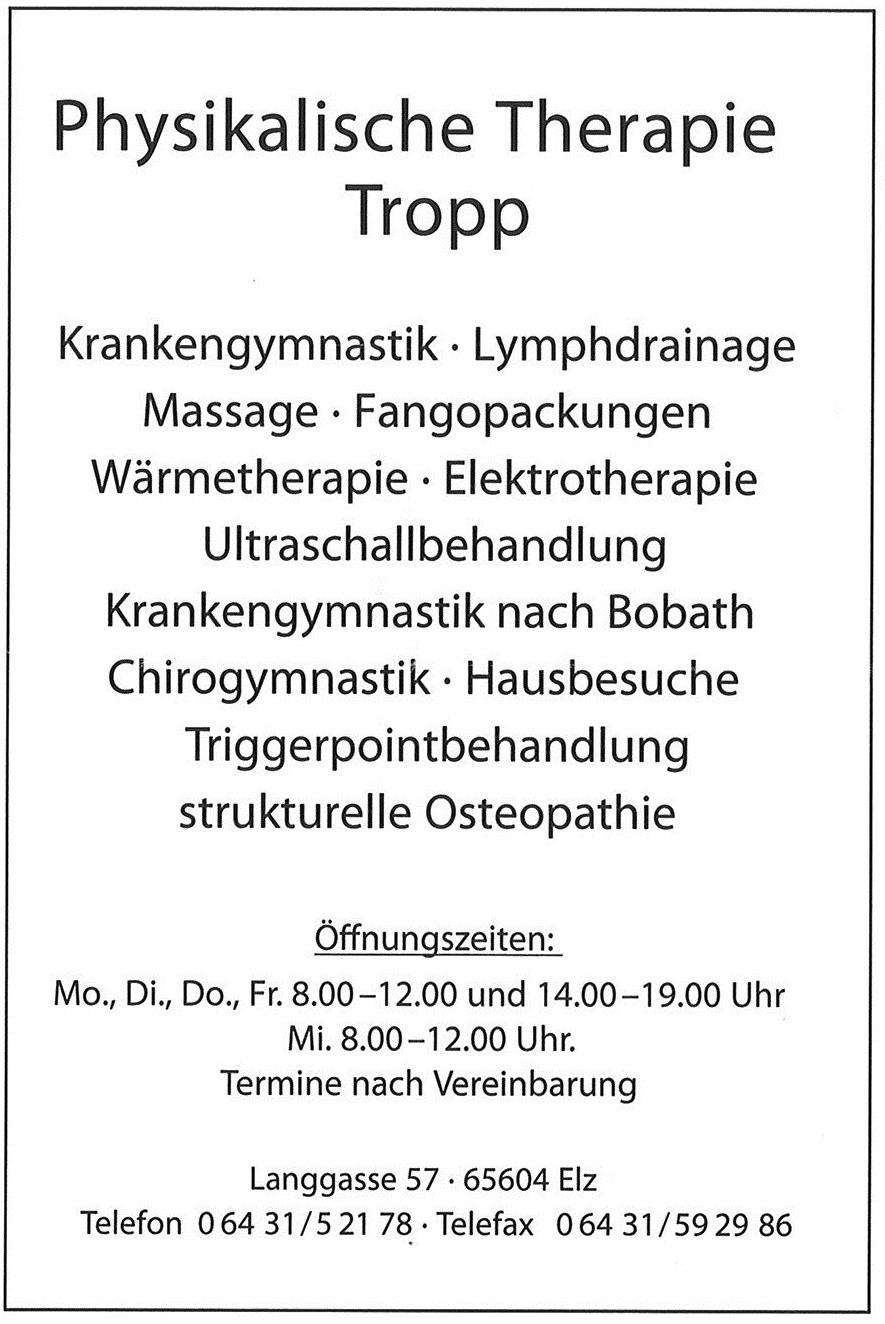 Physikalische Therapie
Tropp
Krankengymnastik · Lymphdrainage
Massage · Fangopackungen
Wärmetherapie · Elektrotherapie
Ultraschallbehandlung
Krankengymnastik nach Bobath
Chirogymnastik · Hausbesuche
Triggerpointbehandlung
strukturelle Osteopathie
Öffnungszeiten:
Mo., Di., Do., Fr. 8.00–12.00 und 14.00–19.00 Uhr
Mi. 8.00–12.00 Uhr.
Termine nach Vereinbarung
Langgasse 57 · 65604 Elz
Telefon 0 64 31/5 21 78 · Telefax 0 64 31/59 29 86